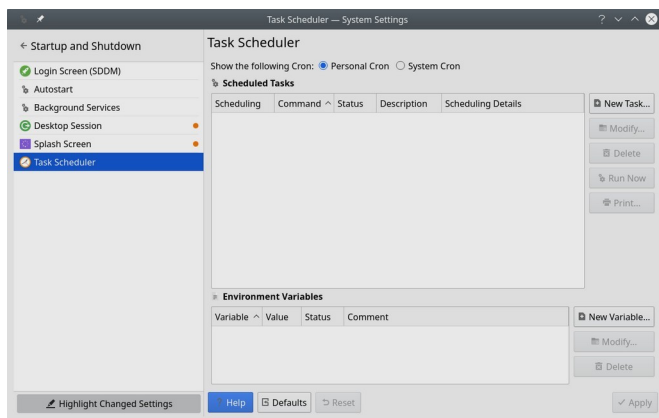 Task Scheduler — System Settings
Startup and Shutdown
Login Screen (SDDM)
Autostart
Background Services
Desktop Session
Splash Screen
Task Scheduler
Highlight Changed Settings
Task Scheduler
Show the following Cron: Personal Cron System Cron
Scheduled Tasks
Scheduling Command Status Description Scheduling Details
New Task...
Modify...
Delete
Run Now
Print...
Environment Variables
Variable Value Status Comment
New Variable...
Modify...
Delete
Help Defaults Reset Apply